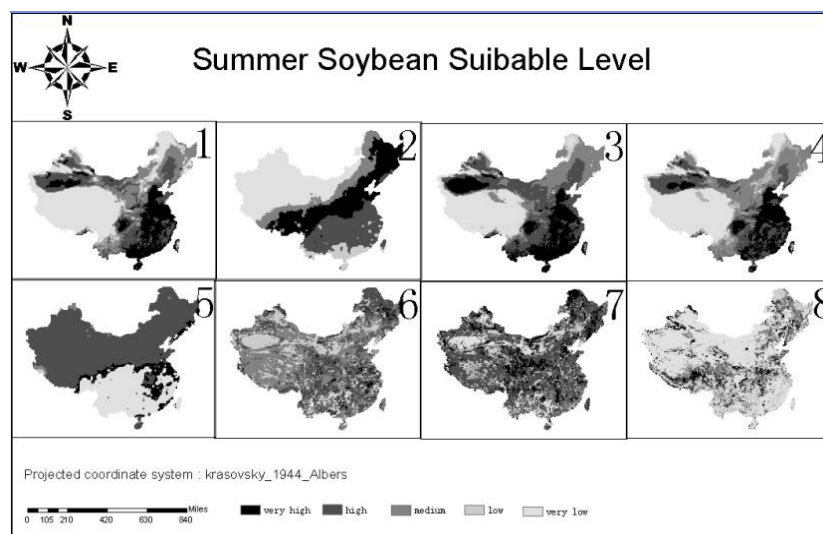 N
W E
S
Summer Soybean Suibable Level
1 2 3 4
5 6 7 8
Projected coordinate system : krasovsky_1944_Albers
Miles
0 105 210 420 630 840
very high high medium low very low